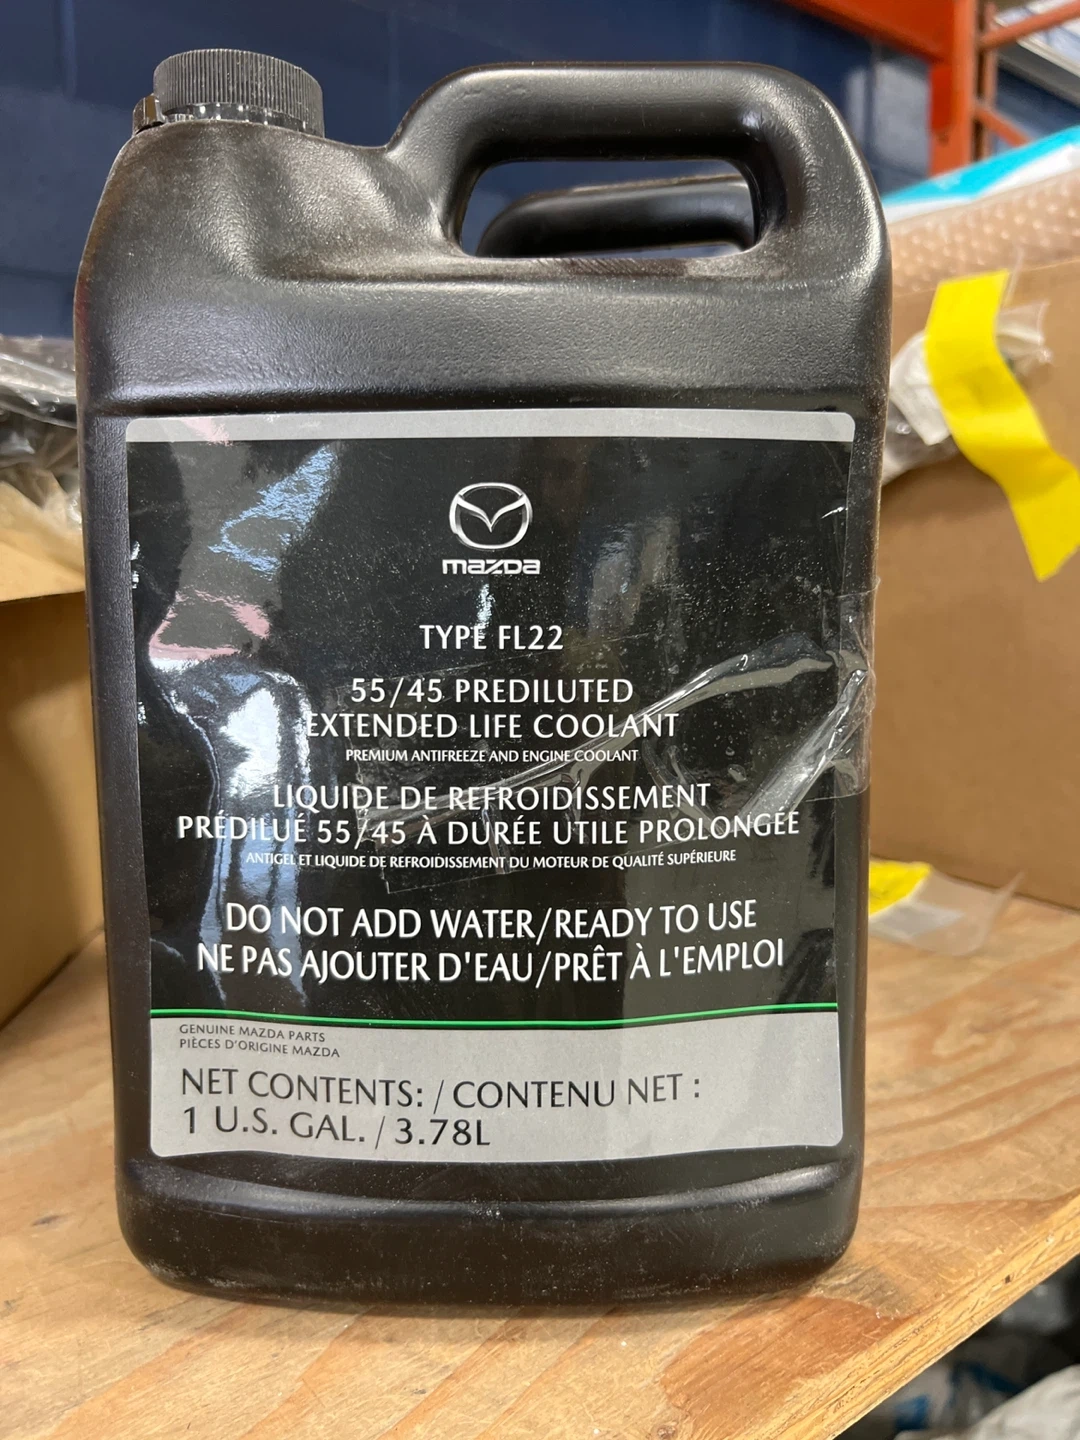 mazda
TYPE FL22
55/45 PREDILUTED
EXTENDED LIFE COOLANT
PREMIUM ANTIFREEZE AND ENGINE COOLANT
LIQUIDE DE REFROIDISSEMENT
PRÉDILUÉ 55/45 À DURÉE UTILE PROLONGÉE
ANTIGEL ET LIQUIDE DE REFROIDISSEMENT DU MOTEUR DE QUALITÉ SUPÉRIEURE
DO NOT ADD WATER/READY TO USE
NE PAS AJOUTER D'EAU/PRÊT À L'EMPLOI
GENUINE MAZDA PARTS
PIÈCES D'ORIGINE MAZDA
NET CONTENTS: / CONTENU NET :
1 U.S. GAL. / 3.78L